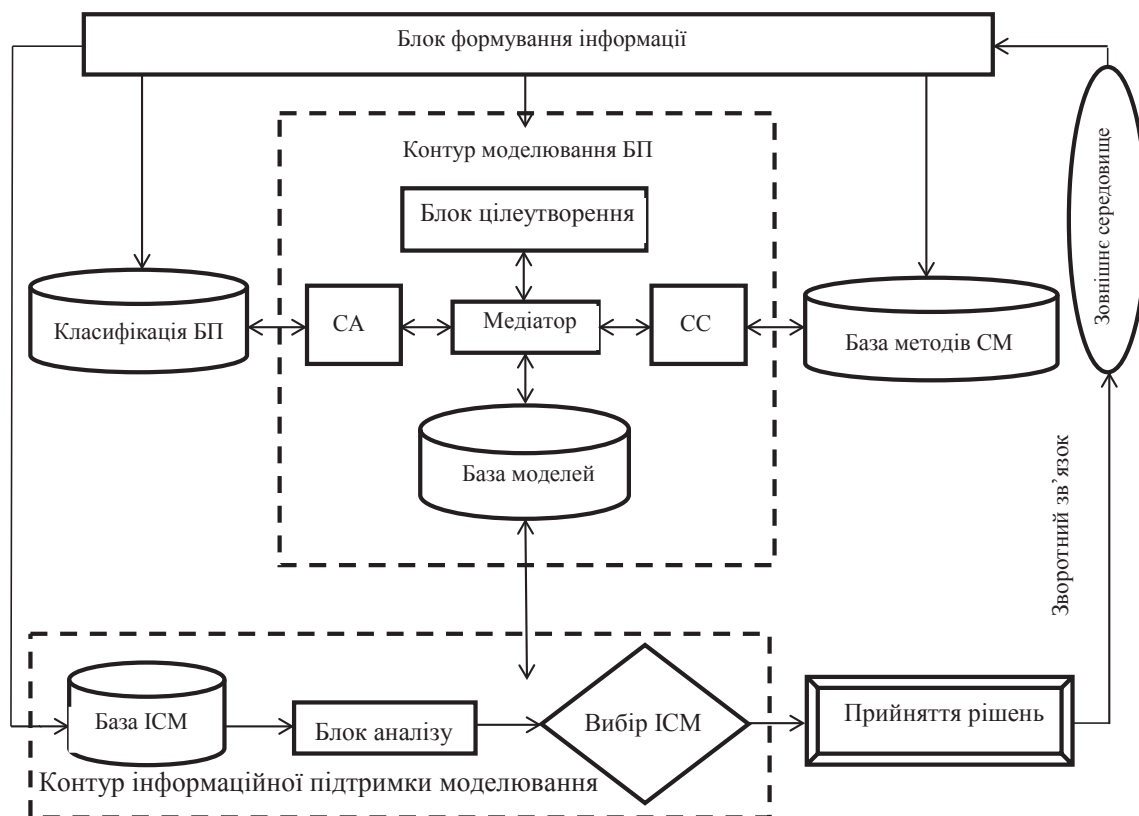 Блок формування інформації
Контур моделювання БП
Блок цілеутворення
Зовнішнє середовище
Класифікація БП
СА
Медіатор
СС
База методів СМ
База моделей
Зворотний зв’язок
База ІСМ
Блок аналізу
Вибір ІСМ
Прийняття рішень
Контур інформаційної підтримки моделювання